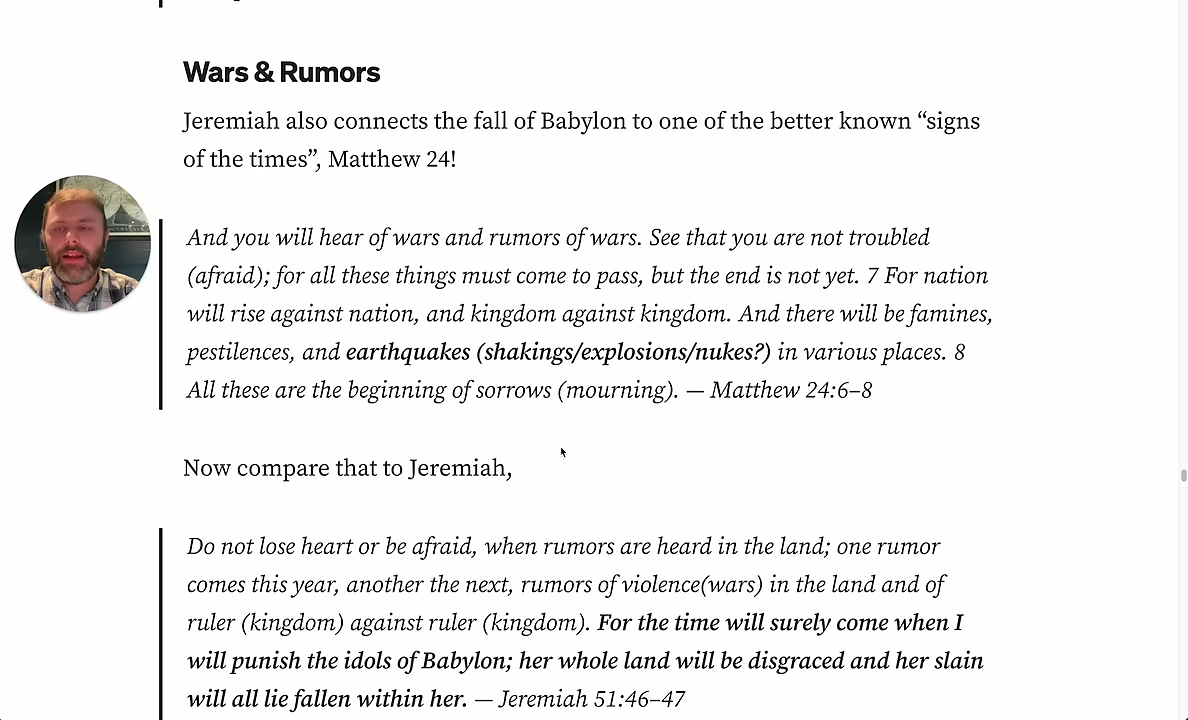 Wars & Rumors
Jeremiah also connects the fall of Babylon to one of the better known “signs
of the times”, Matthew 24!
And you will hear of wars and rumors of wars. See that you are not troubled
(afraid); for all these things must come to pass, but the end is not yet. 7 For nation
will rise against nation, and kingdom against kingdom. And there will be famines,
pestilences, and earthquakes (shakings/explosions/nukes?) in various places. 8
All these are the beginning of sorrows (mourning). — Matthew 24:6–8
Now compare that to Jeremiah,
Do not lose heart or be afraid, when rumors are heard in the land; one rumor
comes this year, another the next, rumors of violence(wars) in the land and of
ruler (kingdom) against ruler (kingdom). For the time will surely come when I
will punish the idols of Babylon; her whole land will be disgraced and her slain
will all lie fallen within her. — Jeremiah 51:46–47